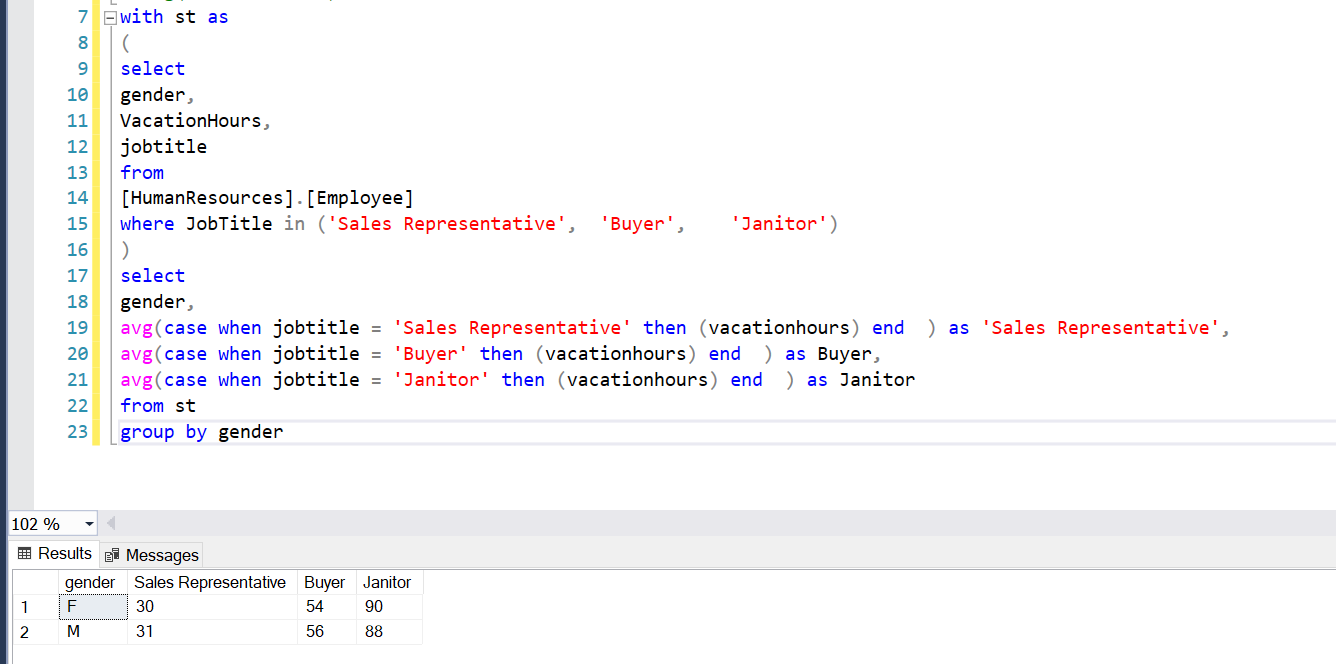 7 with st as
8 (
9 select
10 gender,
11 VacationHours,
12 jobtitle
13 from
14 [HumanResources].[Employee]
15 where JobTitle in ('Sales Representative',  'Buyer',    'Janitor')
16 )
17 select
18 gender,
19 avg(case when jobtitle = 'Sales Representative' then (vacationhours) end  ) as 'Sales Representative',
20 avg(case when jobtitle = 'Buyer' then (vacationhours) end  ) as Buyer,
21 avg(case when jobtitle = 'Janitor' then (vacationhours) end  ) as Janitor
22 from st
23 group by gender
102 %
Results Messages
gender Sales Representative Buyer Janitor
1 F 30 54 90
2 M 31 56 88